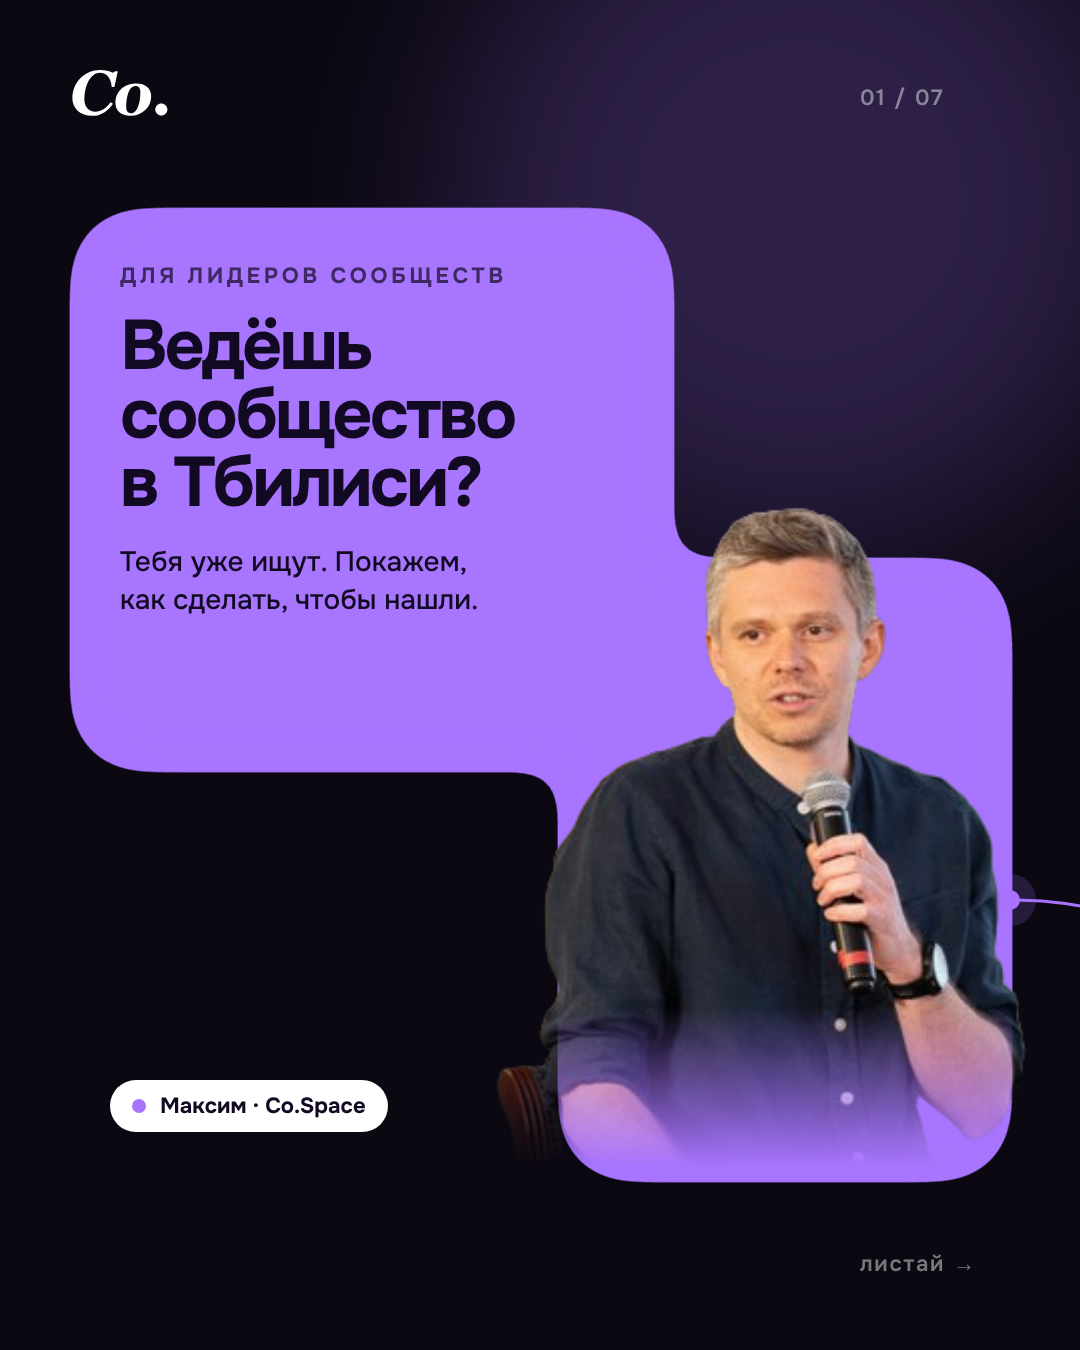 Co.
01 / 07
ДЛЯ ЛИДЕРОВ СООБЩЕСТВ
Ведёшь
сообщество
в Тбилиси?
Тебя уже ищут. Покажем,
как сделать, чтобы нашли.
Максим · Co.Space
листай →